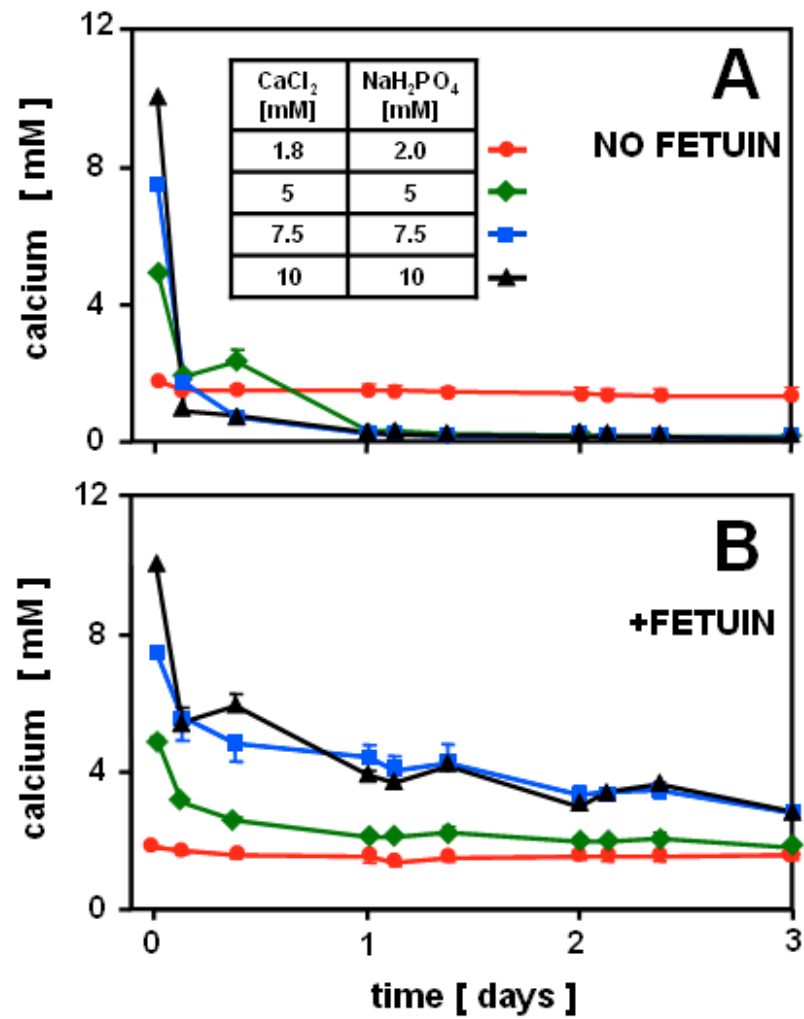 12
8
4
0
calcium [ mM ]
CaCl₂ NaH₂PO₄
[mM] [mM]
1.8 2.0
5 5
7.5 7.5
10 10
A
NO FETUIN
12
8
4
0
calcium [ mM ]
B
+FETUIN
0 1 2 3
time [ days ]